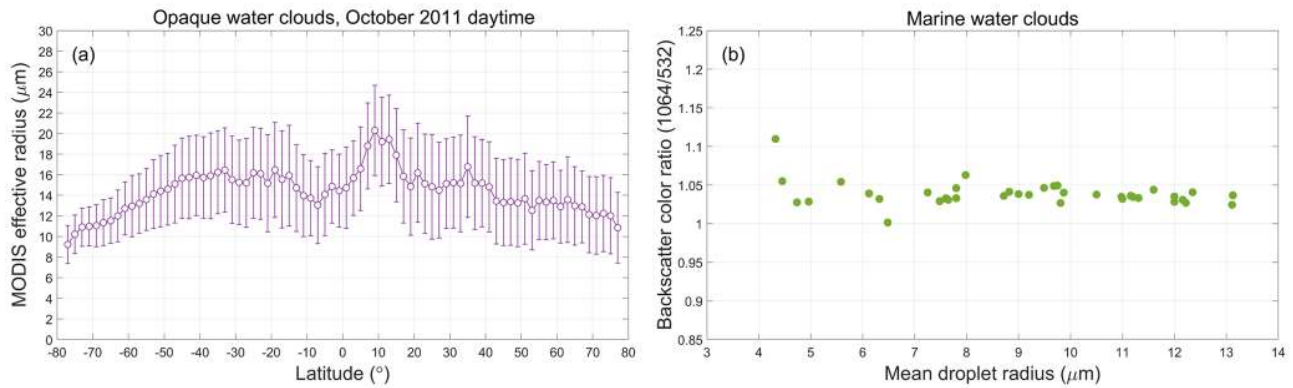 Opaque water clouds, October 2011 daytime
(a)
MODIS effective radius (μm)
30
28
26
24
22
20
18
16
14
12
10
8
6
4
2
0
-80 -70 -60 -50 -40 -30 -20 -10 0 10 20 30 40 50 60 70 80
Latitude (°)
Marine water clouds
(b)
Backscatter color ratio (1064/532)
1.25
1.2
1.15
1.1
1.05
1
0.95
0.9
0.85
3 4 5 6 7 8 9 10 11 12 13 14
Mean droplet radius (μm)